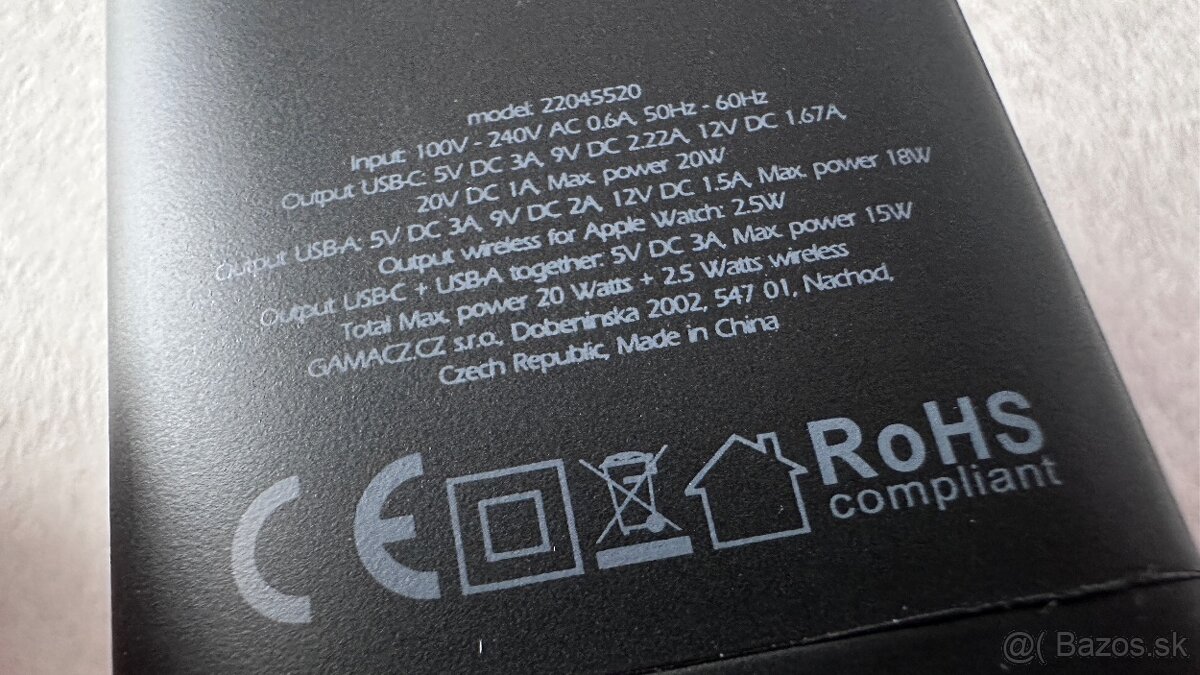 model: 22045520
Input: 100V - 240V AC 0.6A, 50Hz - 60Hz
Output USB-C: 5V DC 3A, 9V DC 2.22A, 12V DC 1.67A,
20V DC 1A, Max. power 20W
Output USB-A: 5V DC 3A, 9V DC 2A, 12V DC 1.5A, Max. power 18W
Output wireless for Apple Watch: 2.5W
Output USB-C + USB-A together: 5V DC 3A, Max. power 15W
Total Max. power 20 Watts + 2.5 Watts wireless
GAMACZ.CZ s.r.o., Dobeninska 2002, 547 01, Nachod,
Czech Republic, Made in China
CE
RoHS
compliant
@( Bazos.sk